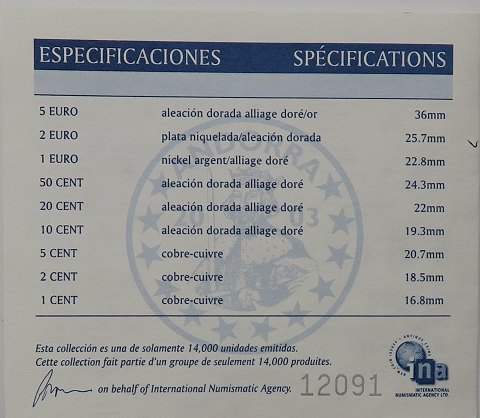 ESPECIFICACIONES SPÉCIFICATIONS
5 EURO aleación dorada alliage doré/or 36mm
2 EURO plata niquelada/aleación dorada 25.7mm
1 EURO nickel argent/alliage doré 22.8mm
50 CENT aleación dorada alliage doré 24.3mm
20 CENT aleación dorada alliage doré 22mm
10 CENT aleación dorada alliage doré 19.3mm
5 CENT cobre-cuivre 20.7mm
2 CENT cobre-cuivre 18.5mm
1 CENT cobre-cuivre 16.8mm
ANDORRA
2003
Esta collección es una de solamente 14,000 unidades emitidas.
Cette collection fait partie d'un groupe de seulement 14,000 produites.
on behalf of International Numismatic Agency. 12091
ina
INTERNATIONAL
NUMISMATIC AGENCY LTD.